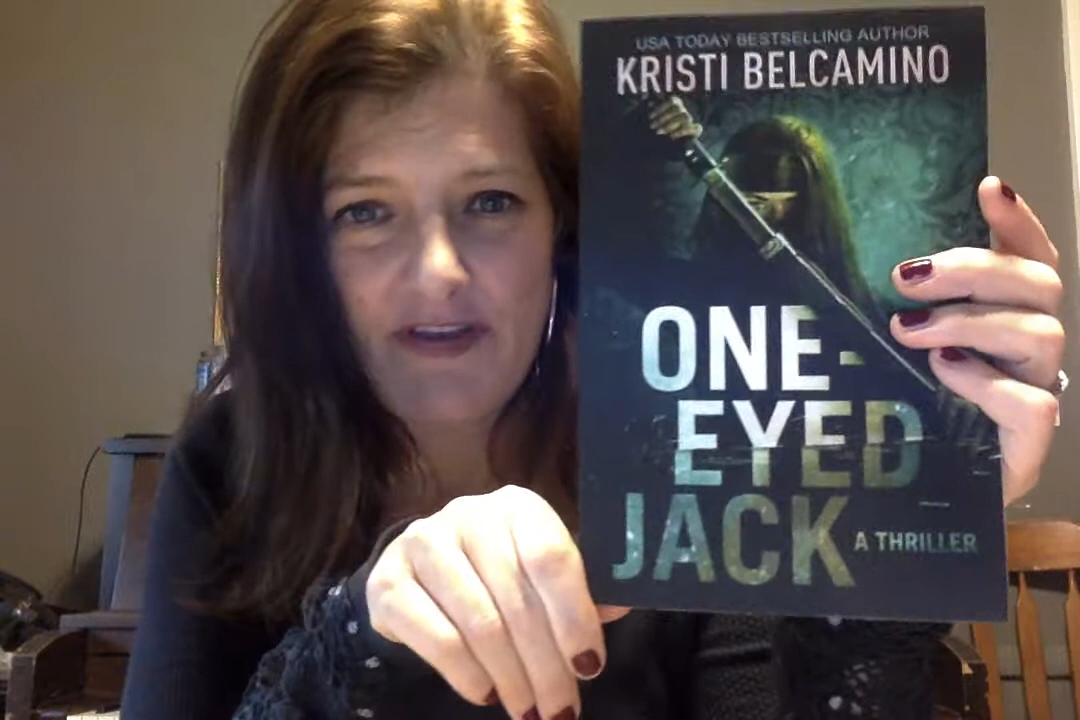 USA TODAY BESTSELLING AUTHOR
KRISTI BELCAMINO
ONE-
EYED
JACK
A THRILLER